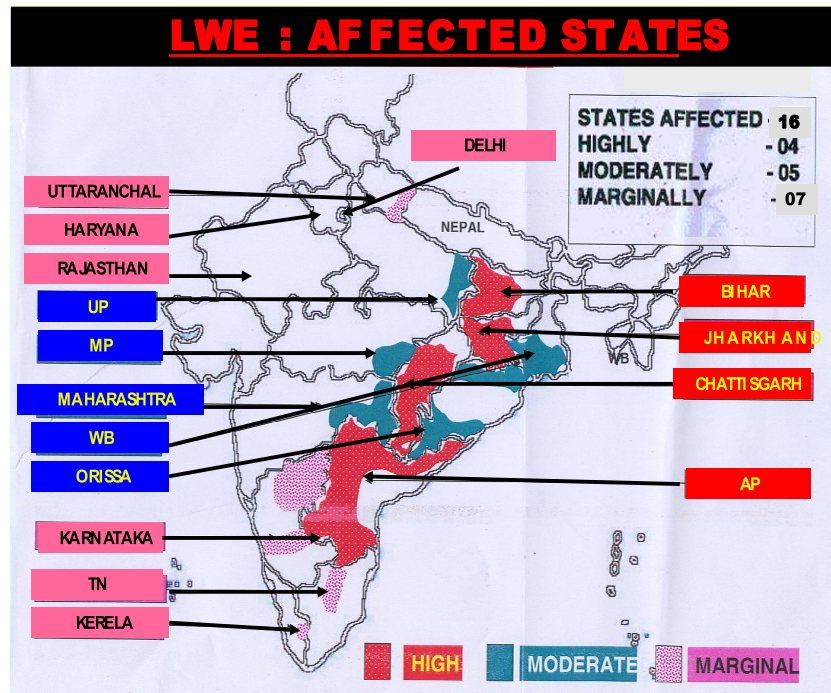 LWE : AFFECTED STATES
STATES AFFECTED - 16
HIGHLY - 04
MODERATELY - 05
MARGINALLY - 07
DELHI
UTTARANCHAL
HARYANA
RAJASTHAN
UP
MP
MAHARASHTRA
WB
ORISSA
KARNATAKA
TN
KERELA
NEPAL
BIHAR
JHARKHAND
WB
CHATTISGARH
AP
HIGH
MODERATE
MARGINAL